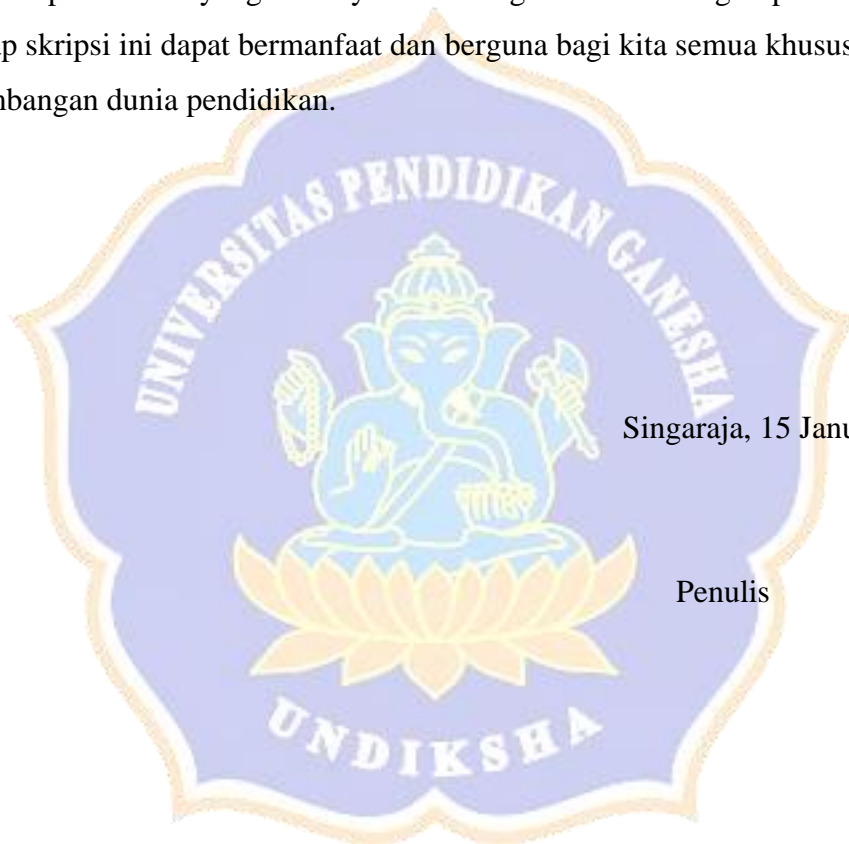 p skripsi ini dapat bermanfaat dan berguna bagi kita semua khusus
mbangan dunia pendidikan.
UNIVERSITAS PENDIDIKAN GANESHA
Singaraja, 15 Janu
Penulis
UNDIKSHA